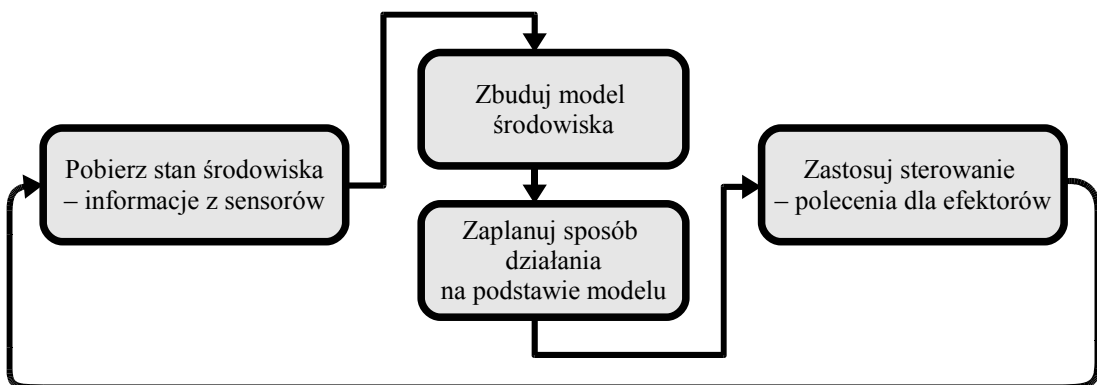 Pobierz stan środowiska
– informacje z sensorów
Zbuduj model
środowiska
Zaplanuj sposób
działania
na podstawie modelu
Zastosuj sterowanie
– polecenia dla efektorów